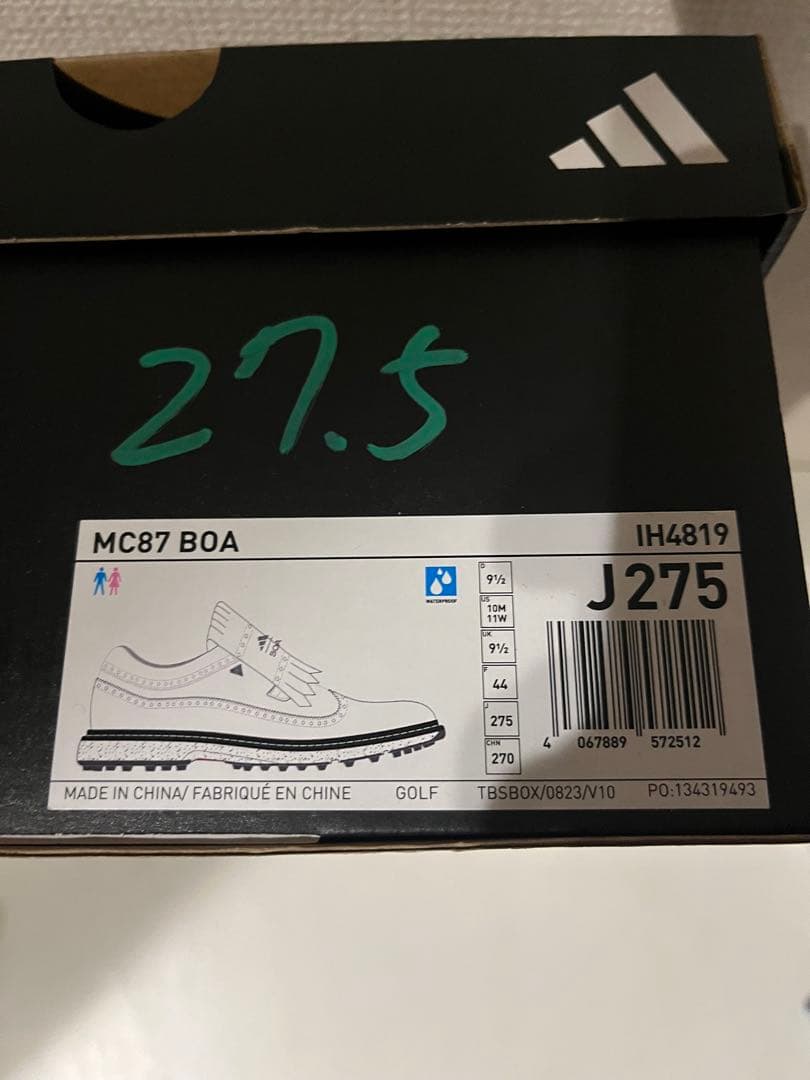 27.5
MC87 BOA
IH4819
WATERPROOF
BOA
J275
D 9½
US 10M 11W
UK 9½
F 44
J 275
CHN 270
4 067889 572512
MADE IN CHINA/ FABRIQUÉ EN CHINE GOLF TBSBOX/0823/V10 PO:134319493